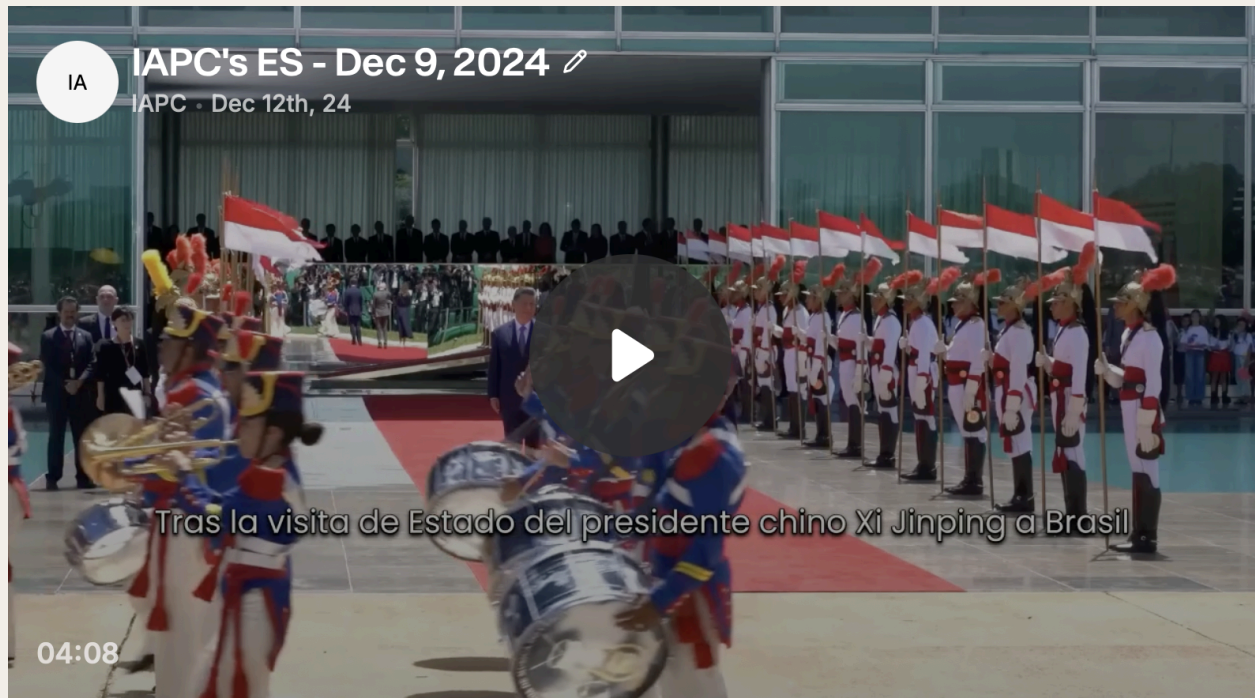 IA
IAPC's ES - Dec 9, 2024
IAPC • Dec 12th, 24
Tras la visita de Estado del presidente chino Xi Jinping a Brasil
04:08